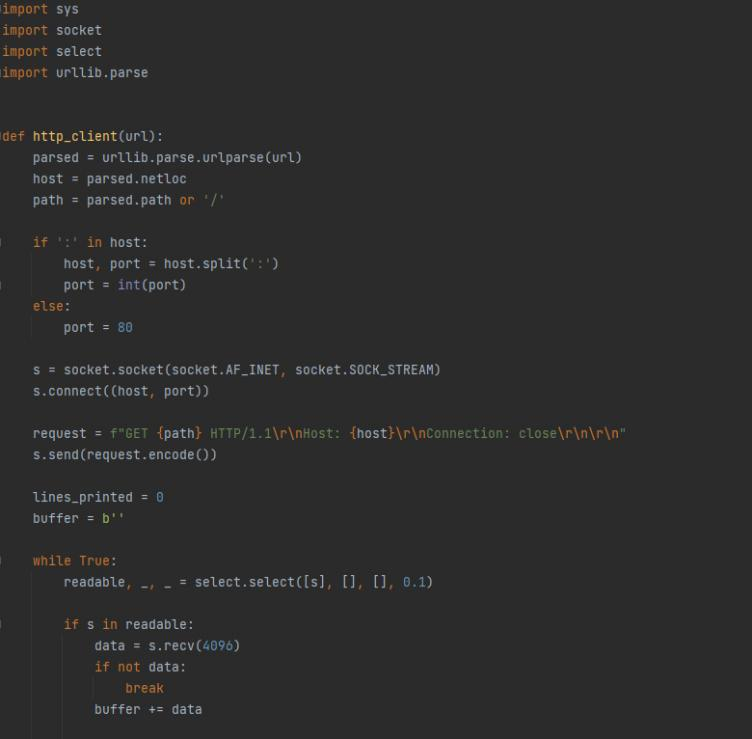 import sys
import socket
import select
import urllib.parse
def http_client(url):
    parsed = urllib.parse.urlparse(url)
    host = parsed.netloc
    path = parsed.path or '/'
    if ':' in host:
        host, port = host.split(':')
        port = int(port)
    else:
        port = 80
    s = socket.socket(socket.AF_INET, socket.SOCK_STREAM)
    s.connect((host, port))
    request = f"GET {path} HTTP/1.1\r\nHost: {host}\r\nConnection: close\r\n\r\n"
    s.send(request.encode())
    lines_printed = 0
    buffer = b''
    while True:
        readable, _, _ = select.select([s], [], [], 0.1)
        if s in readable:
            data = s.recv(4096)
            if not data:
                break
            buffer += data